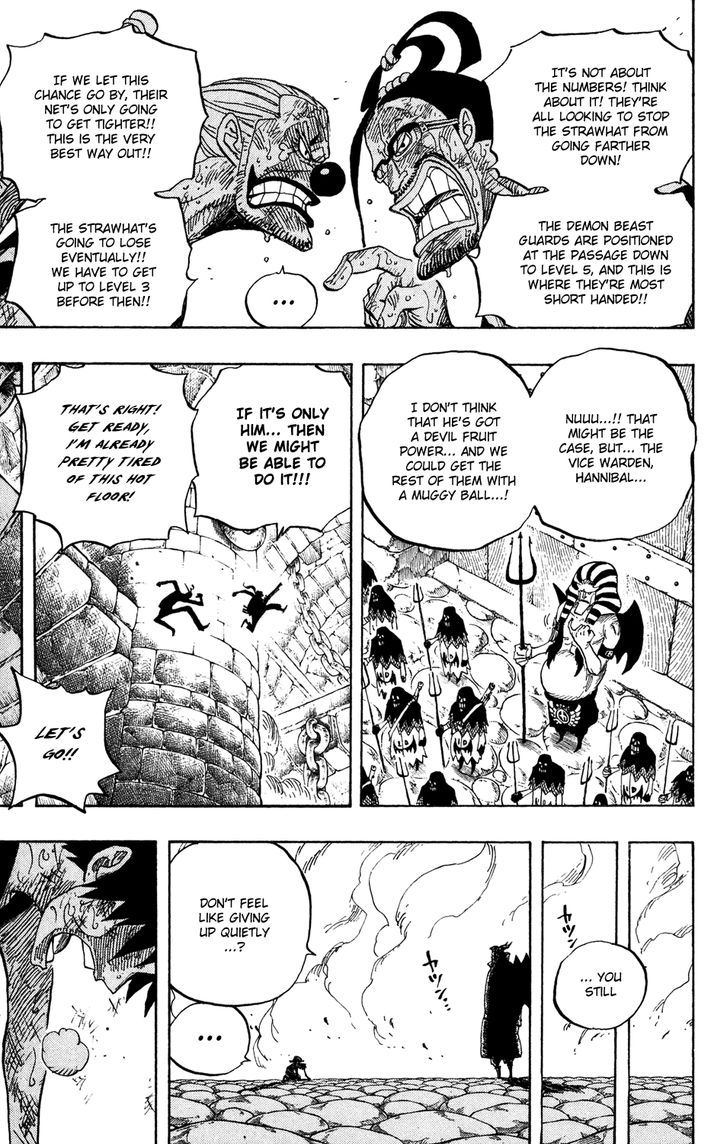 IT'S NOT ABOUT
THE NUMBERS! THINK
ABOUT IT! THEY'RE
ALL LOOKING TO STOP
THE STRAWHAT FROM
GOING FARTHER
DOWN!
THE DEMON BEAST
GUARDS ARE POSITIONED
AT THE PASSAGE DOWN
TO LEVEL 5, AND THIS IS
WHERE THEY'RE MOST
SHORT HANDED!!
IF WE LET THIS
CHANCE GO BY, THEIR
NET'S ONLY GOING
TO GET TIGHTER!!
THIS IS THE VERY
BEST WAY OUT!!
THE STRAWHAT'S
GOING TO LOSE
EVENTUALLY!!
WE HAVE TO GET
UP TO LEVEL 3
BEFORE THEN!!
...
NUUU...!! THAT
MIGHT BE THE
CASE, BUT... THE
VICE WARDEN,
HANNIBAL...
I DON'T THINK
THAT HE'S GOT
A DEVIL FRUIT
POWER... AND WE
COULD GET THE
REST OF THEM WITH
A MUGGY BALL...!
IF IT'S ONLY
HIM... THEN
WE MIGHT
BE ABLE TO
DO IT!!!
THAT'S RIGHT!
GET READY,
I'M ALREADY
PRETTY TIRED
OF THIS HOT
FLOOR!
LET'S
GO!!
... YOU
STILL
ヤッ
ヤッ
DON'T FEEL
LIKE GIVING
UP QUIETLY
...?
...